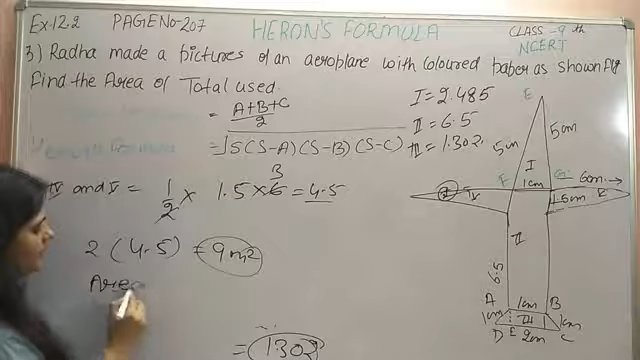 Ex.12.2 PAGE No-207 HERON'S FORMULA CLASS -9th
NCERT
3) Radha made a pictures of an aeroplane with coloured paper as shown Fig
Find the Area of Total used.
= A+B+C / 2
= √S(S-A)(S-B)(S-C)
I = 2.485
II = 6.5
III = 1.302
IV and V = 1/2 × 1.5 × 6 3 = 4.5
2 (4.5) = 9m2
Area
= 1302
E
5cm 5cm
I
F 1cm G 6cm
IV 1.5cm
II
6.5
A 1cm B
1cm III 1cm
D E 2cm C